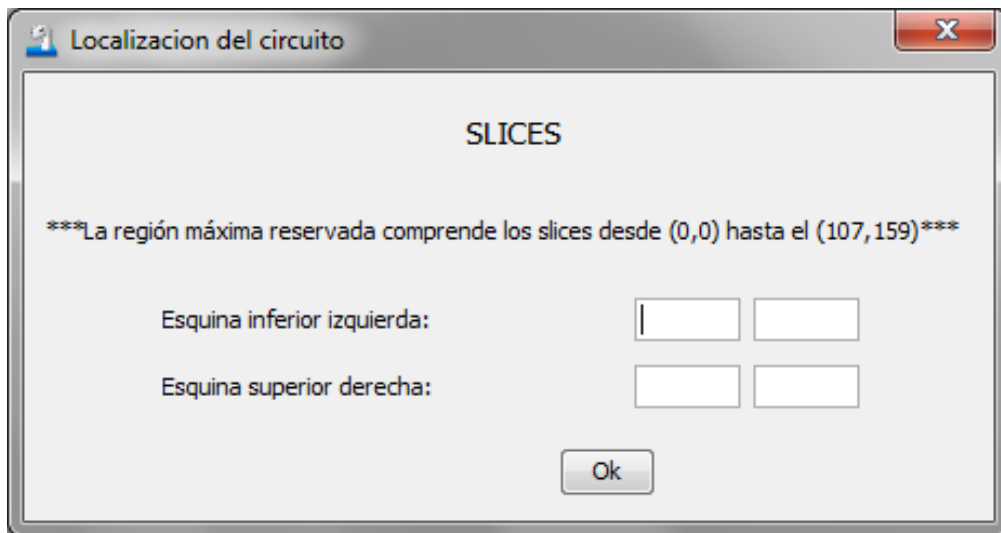 Localizacion del circuito
SLICES
***La región máxima reservada comprende los slices desde (0,0) hasta el (107,159)***
Esquina inferior izquierda:
Esquina superior derecha:
Ok